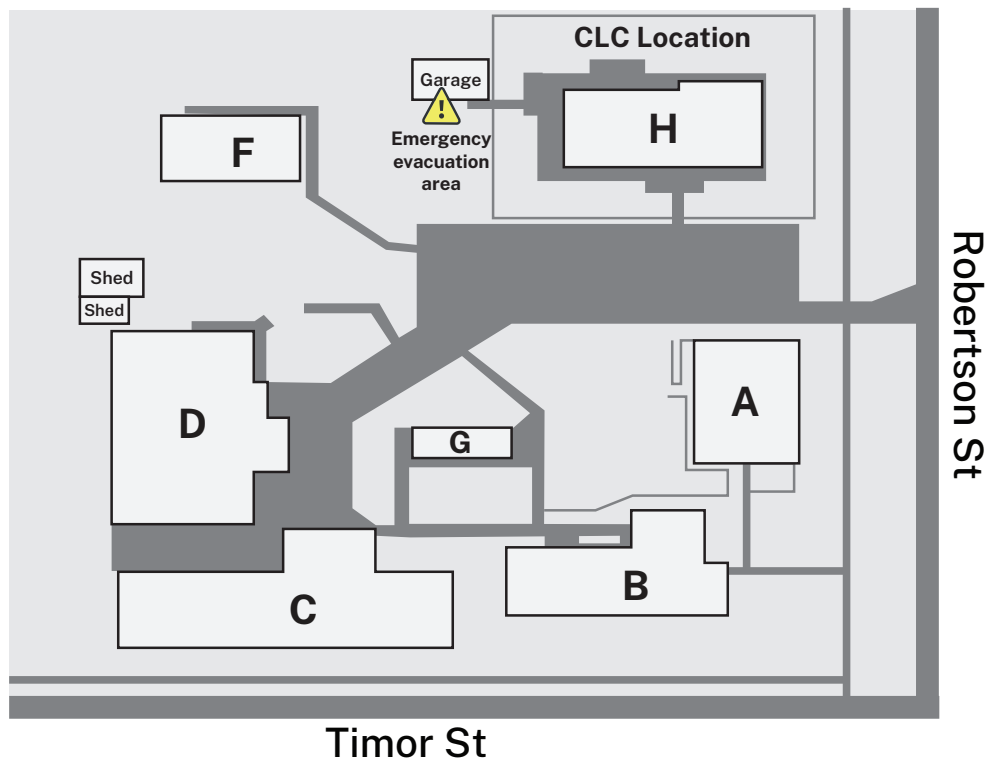 CLC Location
Garage
!
Emergency
evacuation
area
H
F
Shed
Shed
Robertson St
D
G
A
C
B
Timor St